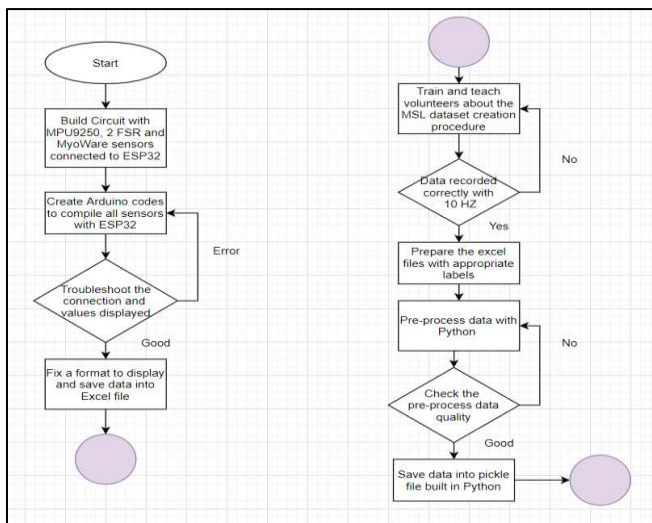 Start
Build Circuit with
MPU9250, 2 FSR and
MyoWare sensors
connected to ESP32
Create Arduino codes
to compile all sensors
with ESP32
Error
Troubleshoot the
connection and
values displayed
Good
Fix a format to display
and save data into
Excel file
Train and teach
volunteers about the
MSL dataset creation
procedure
No
Data recorded
correctly with
10 HZ
Yes
Prepare the excel
files with appropriate
labels
Pre-process data with
Python
No
Check the
pre-process data
quality
Good
Save data into pickle
file built in Python